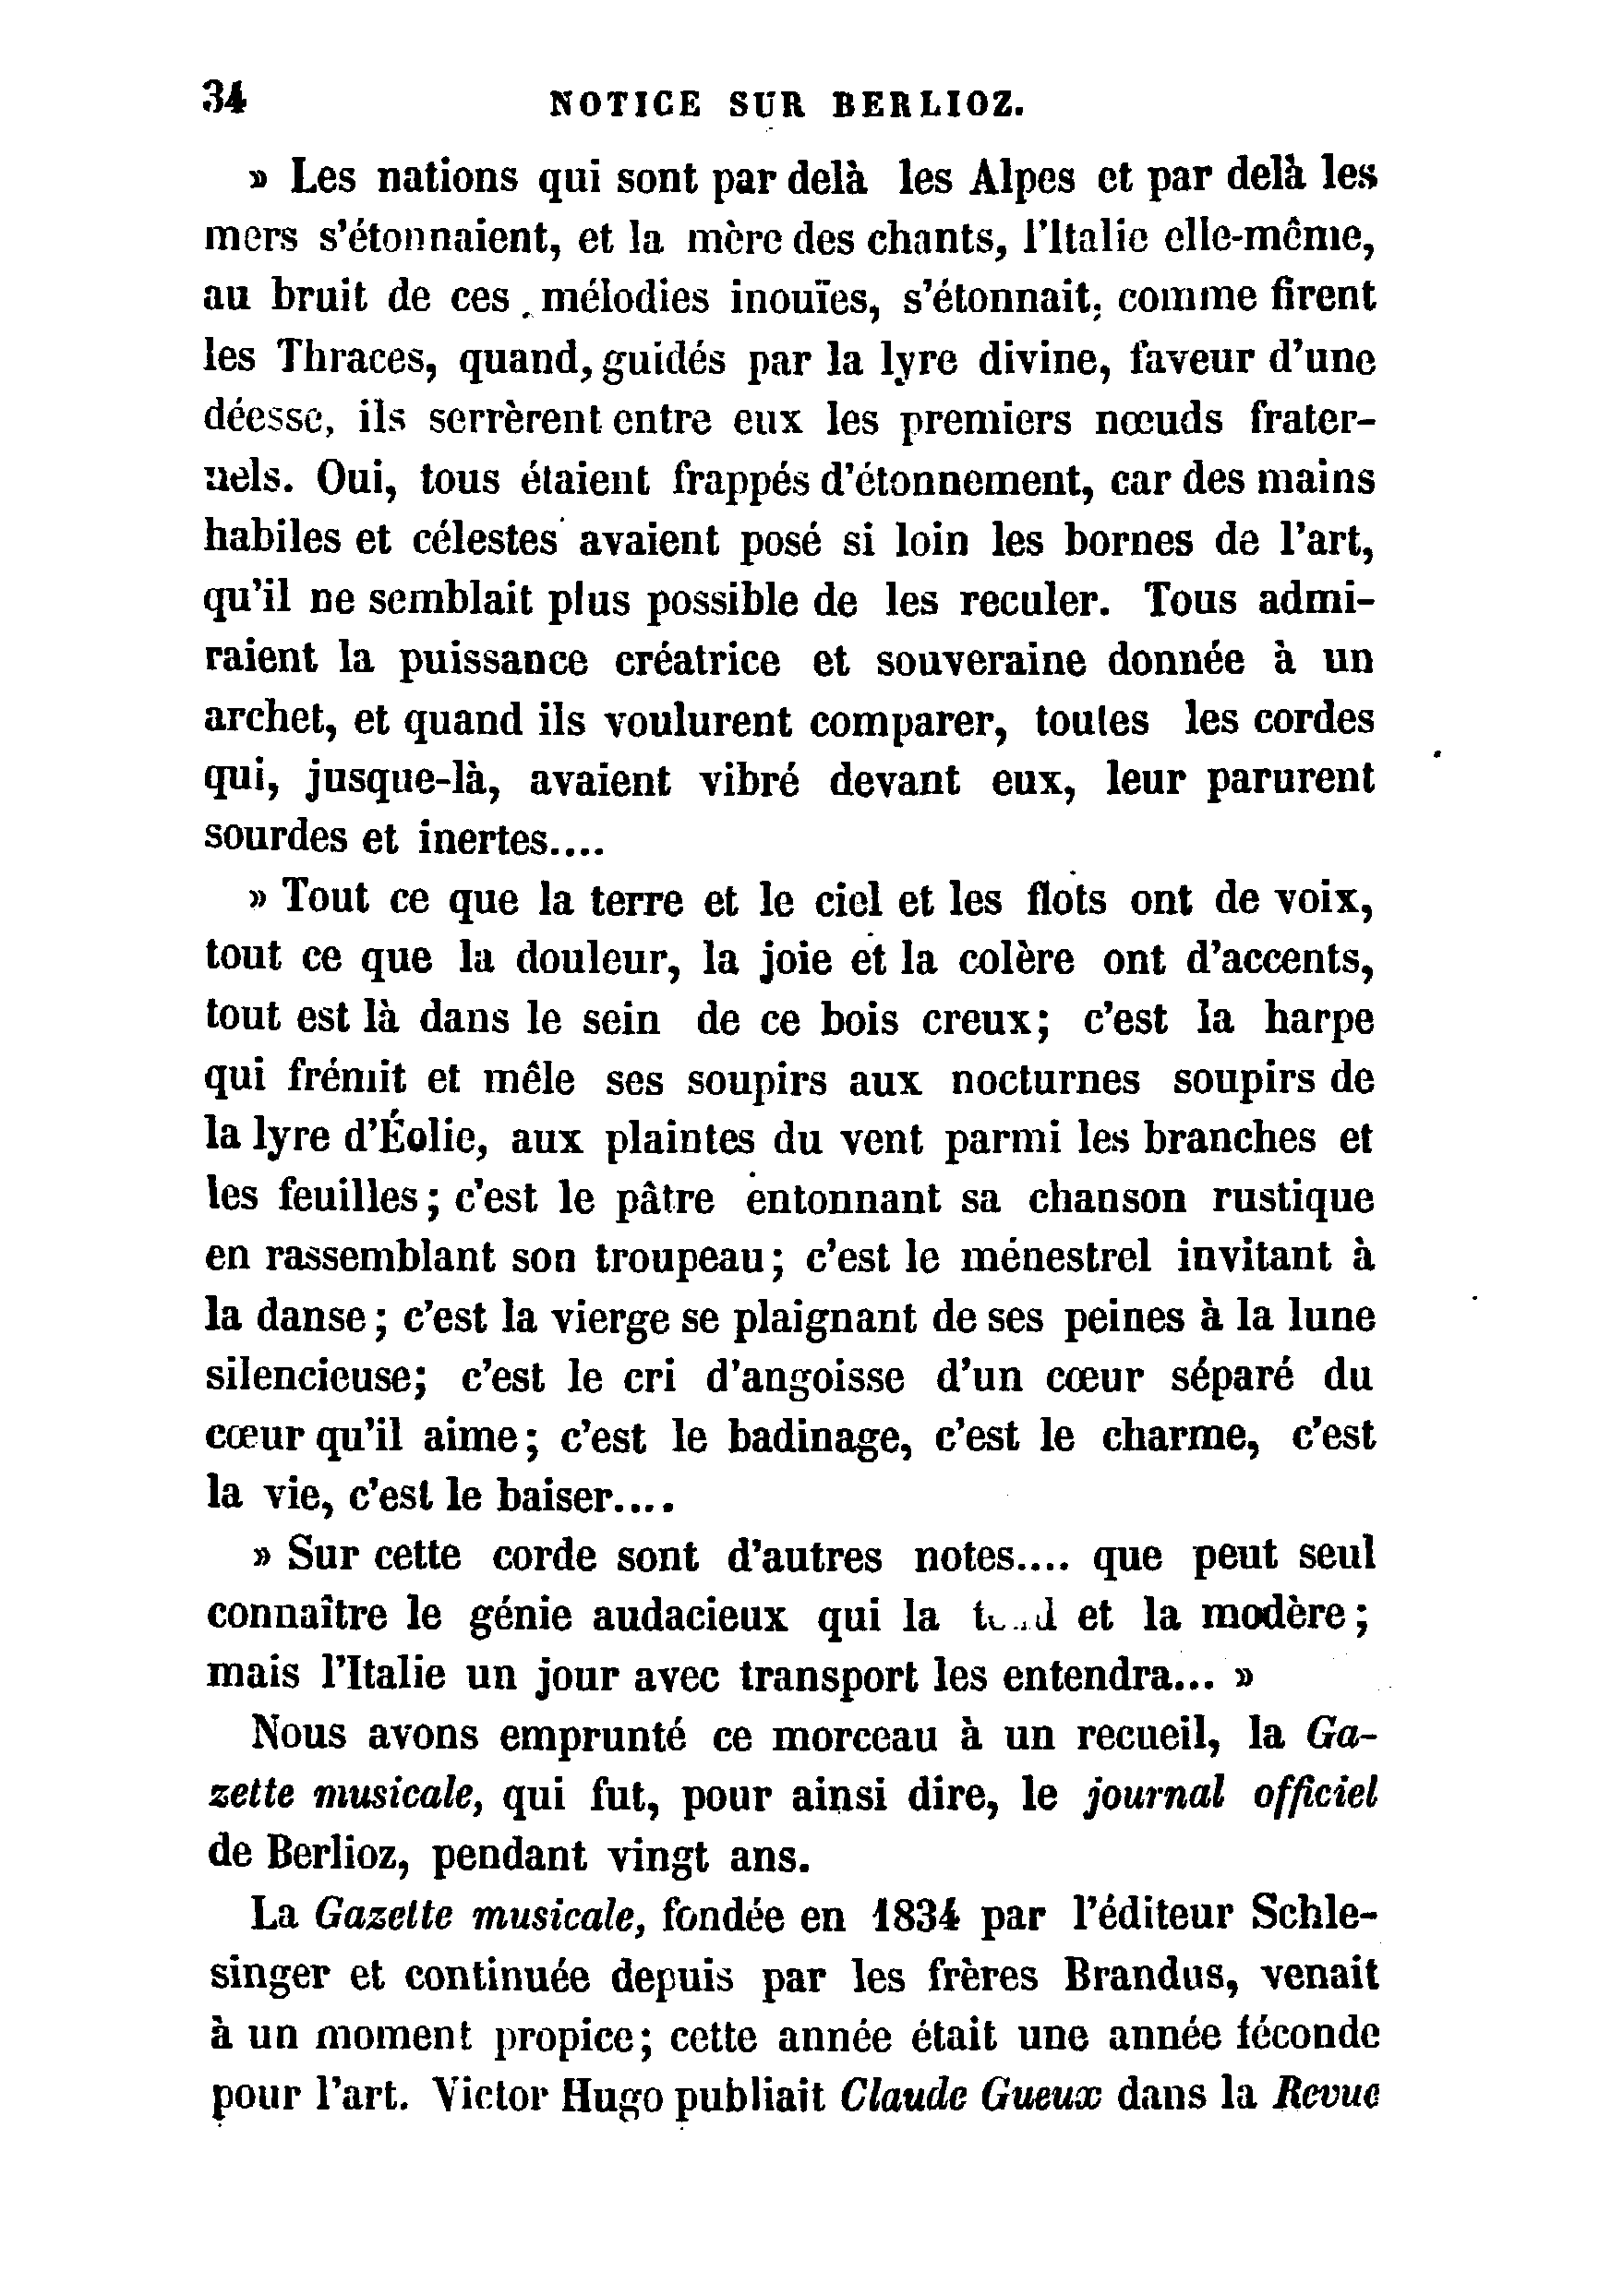 34 NOTICE SUR BERLIOZ.
» Les nations qui sont par delà les Alpes et par delà les
mers s'étonnaient, et la mère des chants, l'Italie elle-même,
au bruit de ces mélodies inouïes, s'étonnait, comme firent
les Thraces, quand, guidés par la lyre divine, faveur d'une
déesse, ils serrèrent entre eux les premiers nœuds frater-
nels. Oui, tous étaient frappés d'étonnement, car des mains
habiles et célestes avaient posé si loin les bornes de l'art,
qu'il ne semblait plus possible de les reculer. Tous admi-
raient la puissance créatrice et souveraine donnée à un
archet, et quand ils voulurent comparer, toutes les cordes
qui, jusque-là, avaient vibré devant eux, leur parurent
sourdes et inertes....
» Tout ce que la terre et le ciel et les flots ont de voix,
tout ce que la douleur, la joie et la colère ont d'accents,
tout est là dans le sein de ce bois creux; c'est la harpe
qui frémit et mêle ses soupirs aux nocturnes soupirs de
la lyre d'Éolie, aux plaintes du vent parmi les branches et
les feuilles; c'est le pâtre entonnant sa chanson rustique
en rassemblant son troupeau; c'est le ménestrel invitant à
la danse; c'est la vierge se plaignant de ses peines à la lune
silencieuse; c'est le cri d'angoisse d'un cœur séparé du
cœur qu'il aime; c'est le badinage, c'est le charme, c'est
la vie, c'est le baiser....
» Sur cette corde sont d'autres notes.... que peut seul
connaître le génie audacieux qui la et la modère;
mais l'Italie un jour avec transport les entendra... »
Nous avons emprunté ce morceau à un recueil, la Ga-
zette musicale, qui fut, pour ainsi dire, le journal officiel
de Berlioz, pendant vingt ans.
La Gazette musicale, fondée en 1834 par l'éditeur Schle-
singer et continuée depuis par les frères Brandus, venait
à un moment propice; cette année était une année féconde
pour l'art. Victor Hugo publiait Claude Gueux dans la Revue